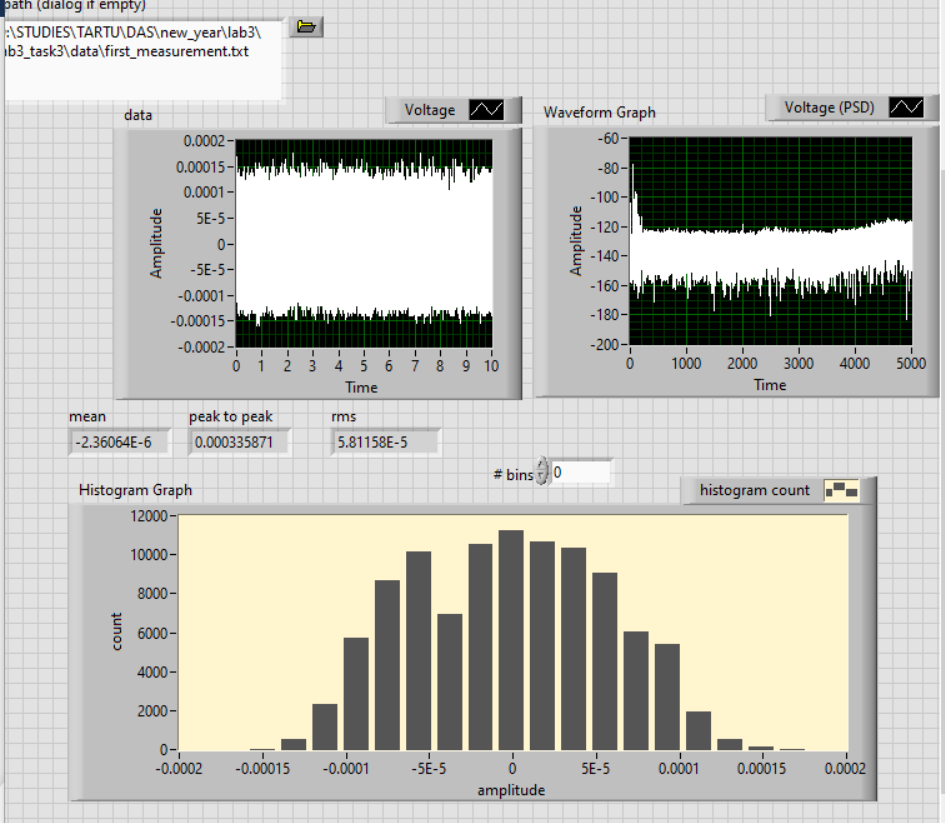 path (dialog if empty)
:\STUDIES\TARTU\DAS\new_year\lab3\
ab3_task3\data\first_measurement.txt
data
Voltage
Waveform Graph
Voltage (PSD)
0.0002
0.00015
0.0001
5E-5
0
-5E-5
-0.0001
-0.00015
-0.0002
Amplitude
0 1 2 3 4 5 6 7 8 9 10
Time
-60
-80
-100
-120
-140
-160
-180
-200
Amplitude
0 1000 2000 3000 4000 5000
Time
mean
peak to peak
rms
-2.36064E-6
0.000335871
5.81158E-5
# bins
0
Histogram Graph
histogram count
12000
10000
8000
6000
4000
2000
0
count
-0.0002 -0.00015 -0.0001 -5E-5 0 5E-5 0.0001 0.00015 0.0002
amplitude